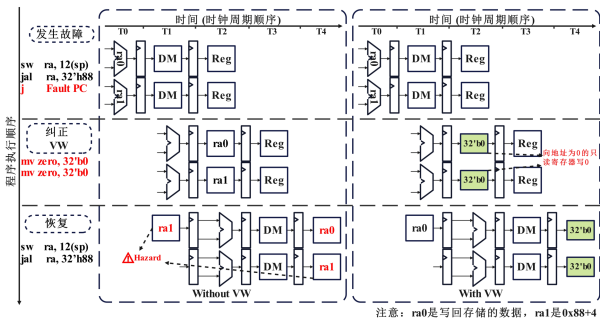 时间 (时钟周期顺序)
时间 (时钟周期顺序)
T0 T1 T2 T3 T4
T0 T1 T2 T3 T4
程序执行顺序
发生故障
sw ra, 12(sp)
jal ra, 32'h88
j Fault PC
ra0 DM Reg
ra1 DM Reg
ra0 DM Reg
ra1 DM Reg
纠正
VW
mv zero, 32'b0
mv zero, 32'b0
ra0 Reg
ra1 Reg
32'b0 Reg
32'b0 Reg
向地址为0的只
读寄存器写0
恢复
sw ra, 12(sp)
jal ra, 32'h88
ra1 DM ra0
Hazard DM ra1
Without VW
ra0 DM 32'b0
DM 32'b0
With VW
注意：ra0是写回存储的数据，ra1是0x88+4